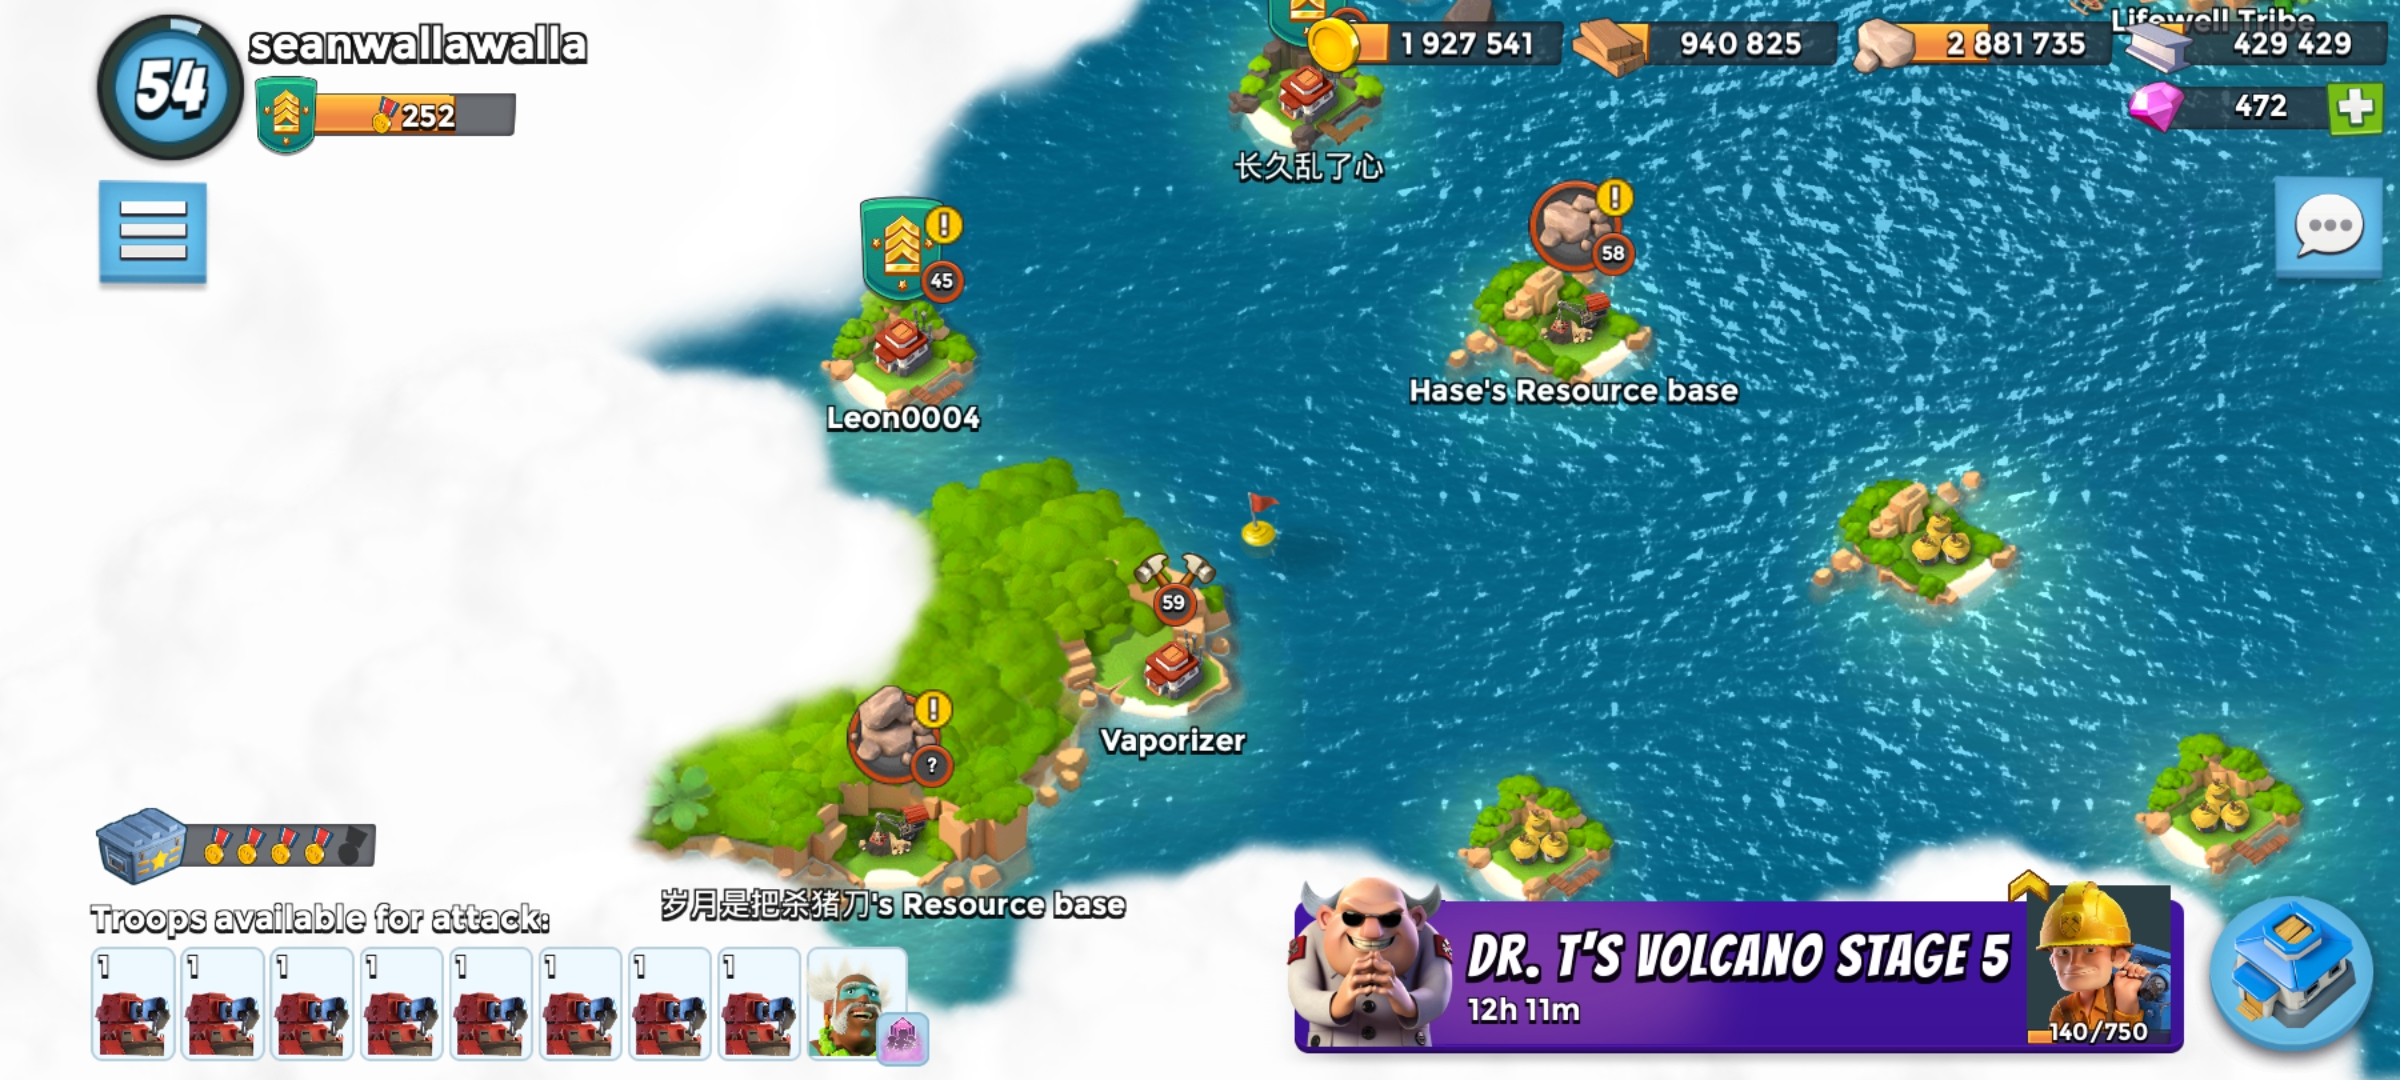 54
seanwallawalla
252
1 927 541
940 825
2 881 735
Lifewell Tribe
429 429
472
长久乱了心
45
Leon0004
58
Hase's Resource base
59
Vaporizer
?
岁月是把杀猪刀's Resource base
Troops available for attack:
1 1 1 1 1 1 1 1
DR. T'S VOLCANO STAGE 5
12h 11m
140/750